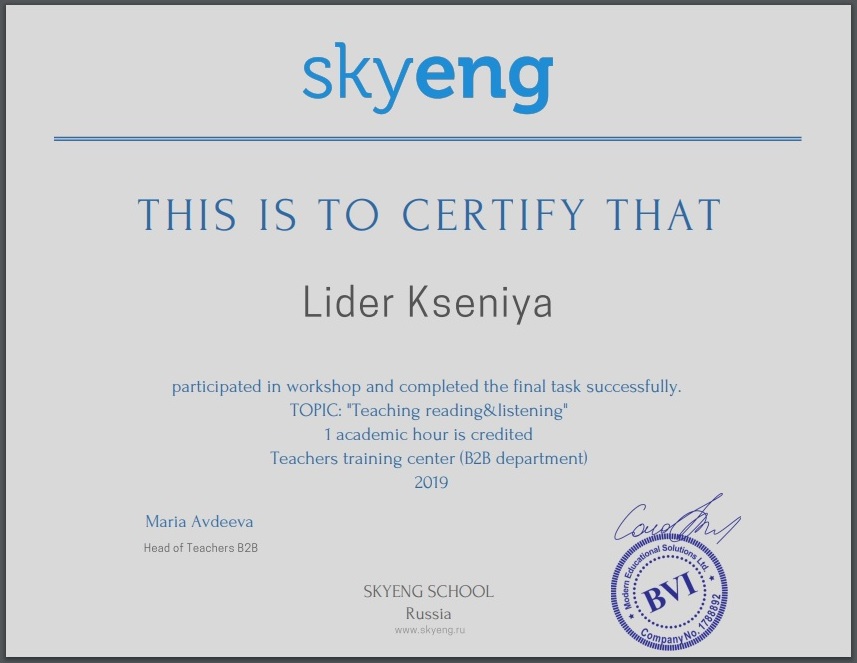 skyeng
THIS IS TO CERTIFY THAT
Lider Kseniya
participated in workshop and completed the final task successfully.
TOPIC: "Teaching reading&listening"
1 academic hour is credited
Teachers training center (B2B department)
2019
Maria Avdeeva
Head of Teachers B2B
SKYENG SCHOOL
Russia
www.skyeng.ru
Modern Educational Solutions Ltd.
BVI
Company No. 1788892